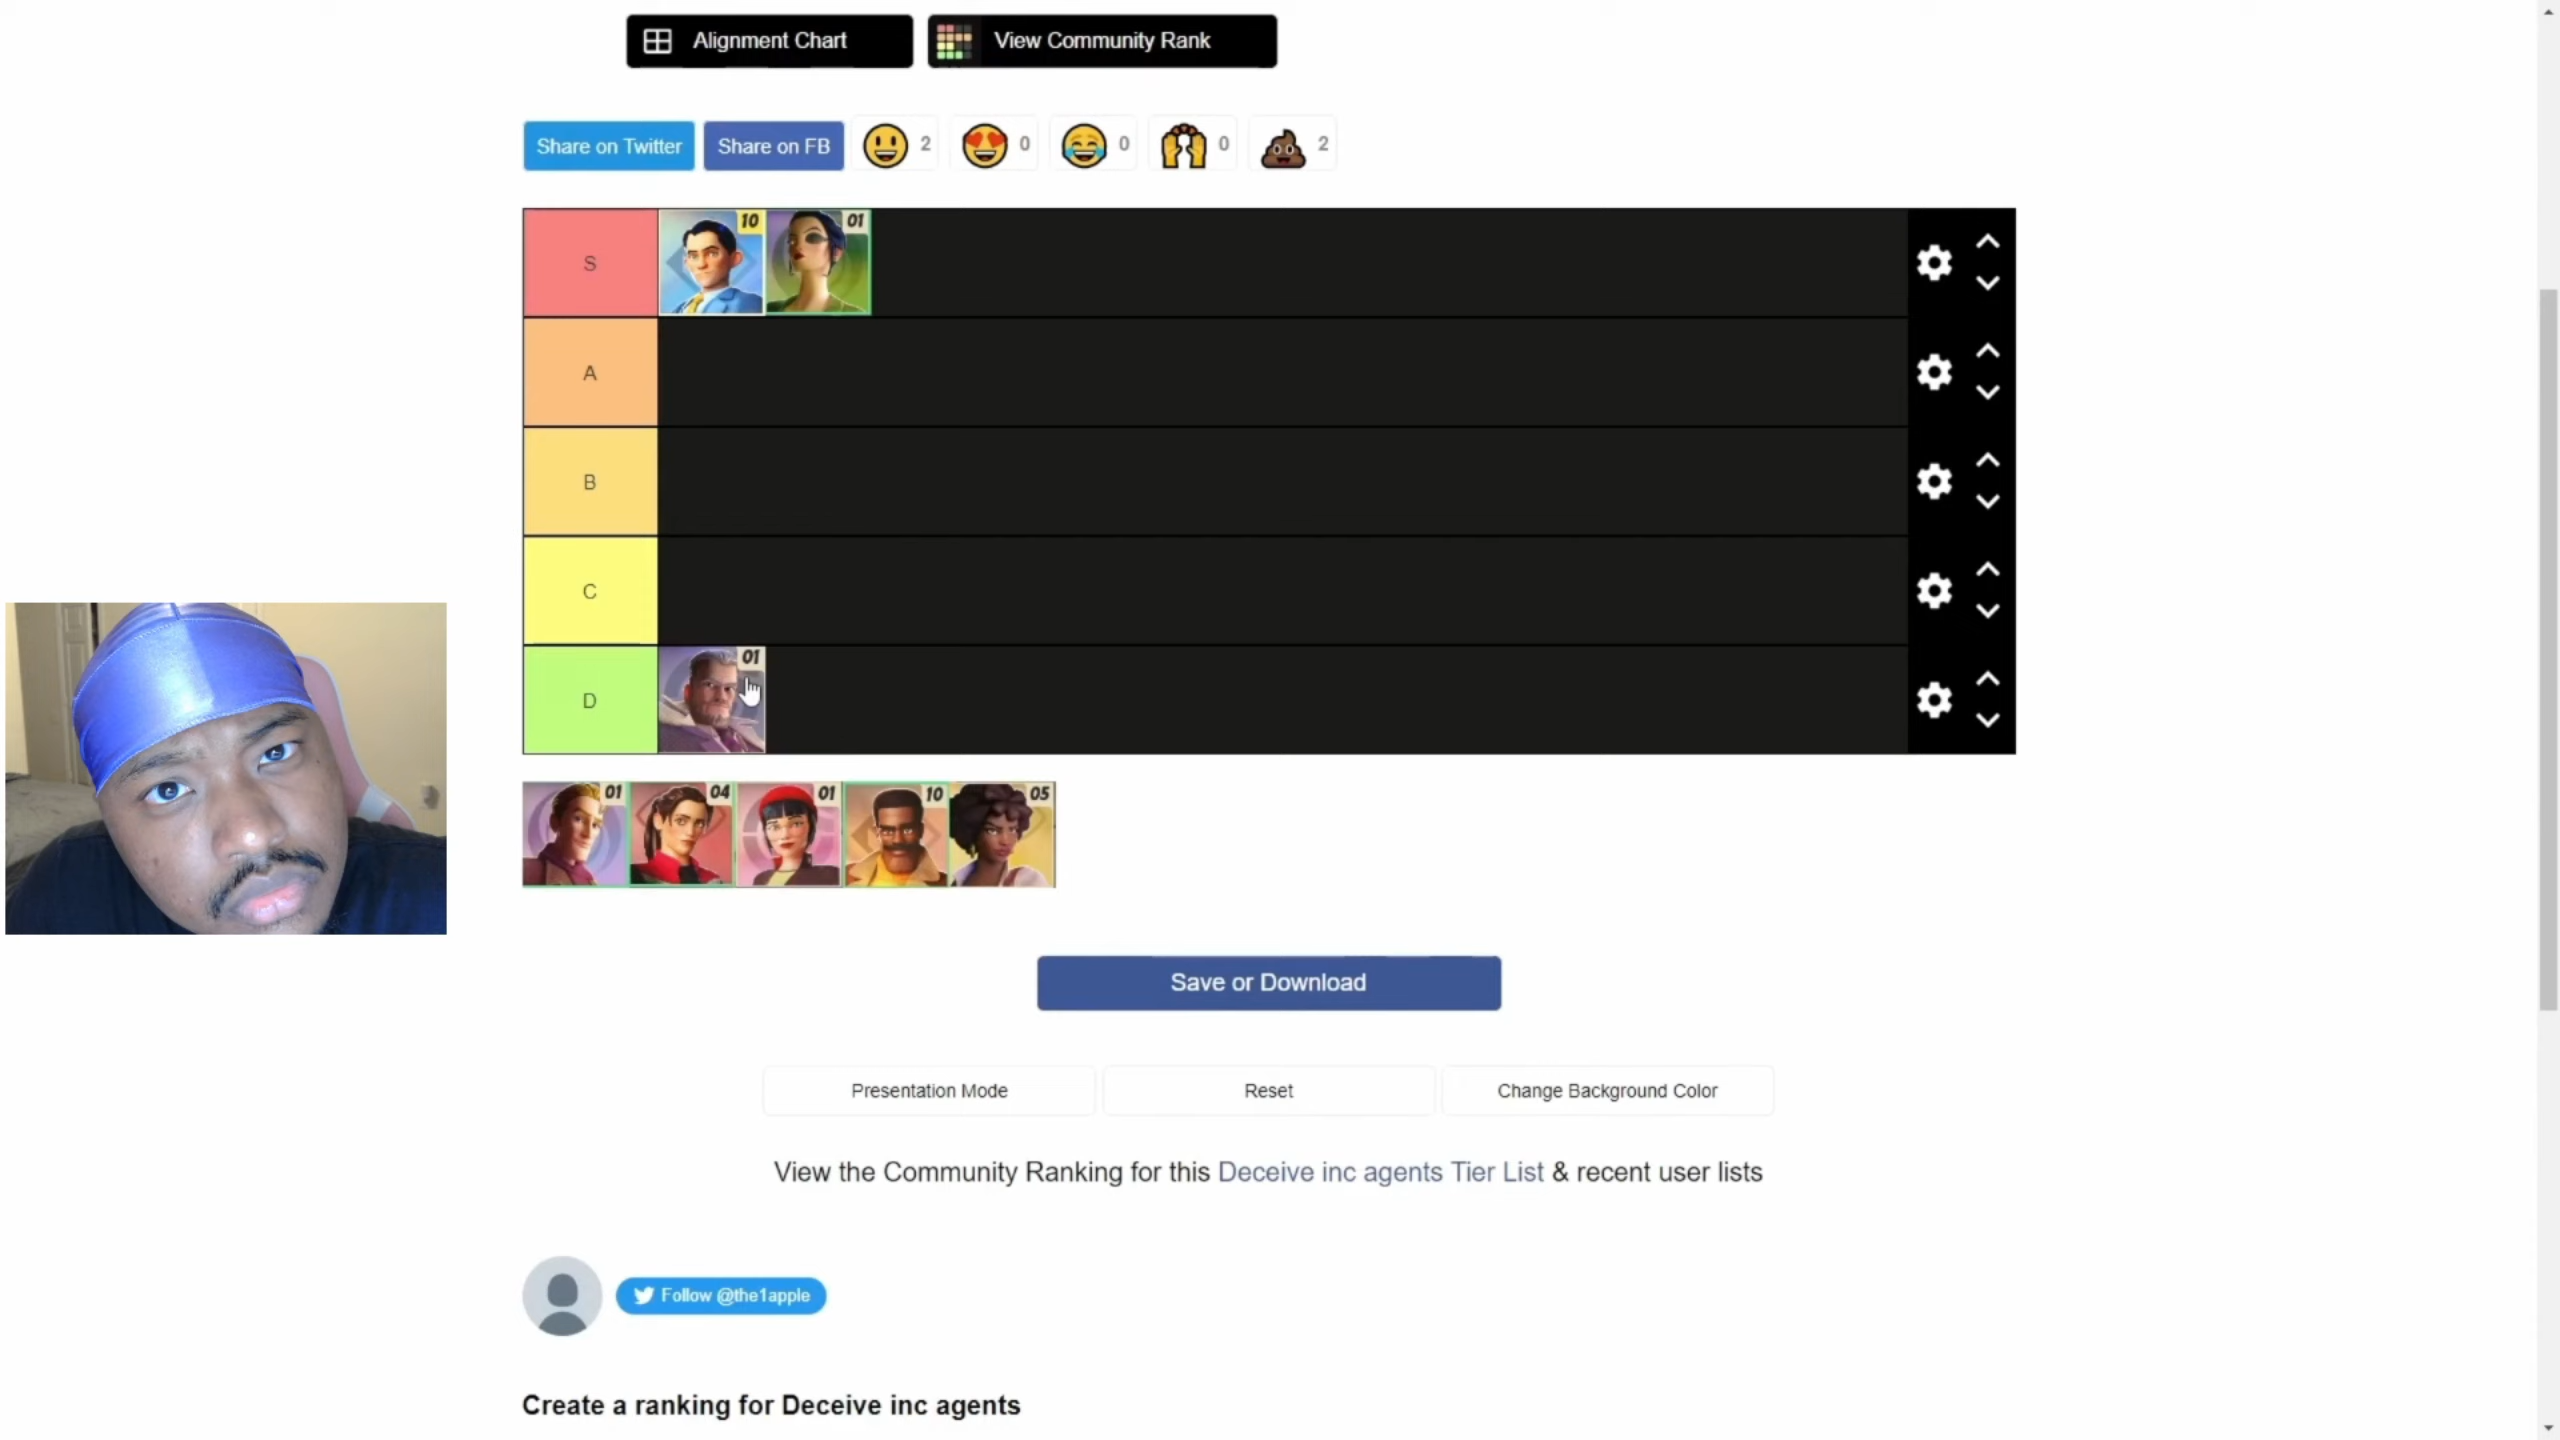 Alignment Chart
View Community Rank
Share on Twitter
Share on FB
2
0
0
0
2
S
10
01
A
B
C
D
01
01
04
01
10
05
Save or Download
Presentation Mode
Reset
Change Background Color
View the Community Ranking for this Deceive inc agents Tier List & recent user lists
Follow @the1apple
Create a ranking for Deceive inc agents